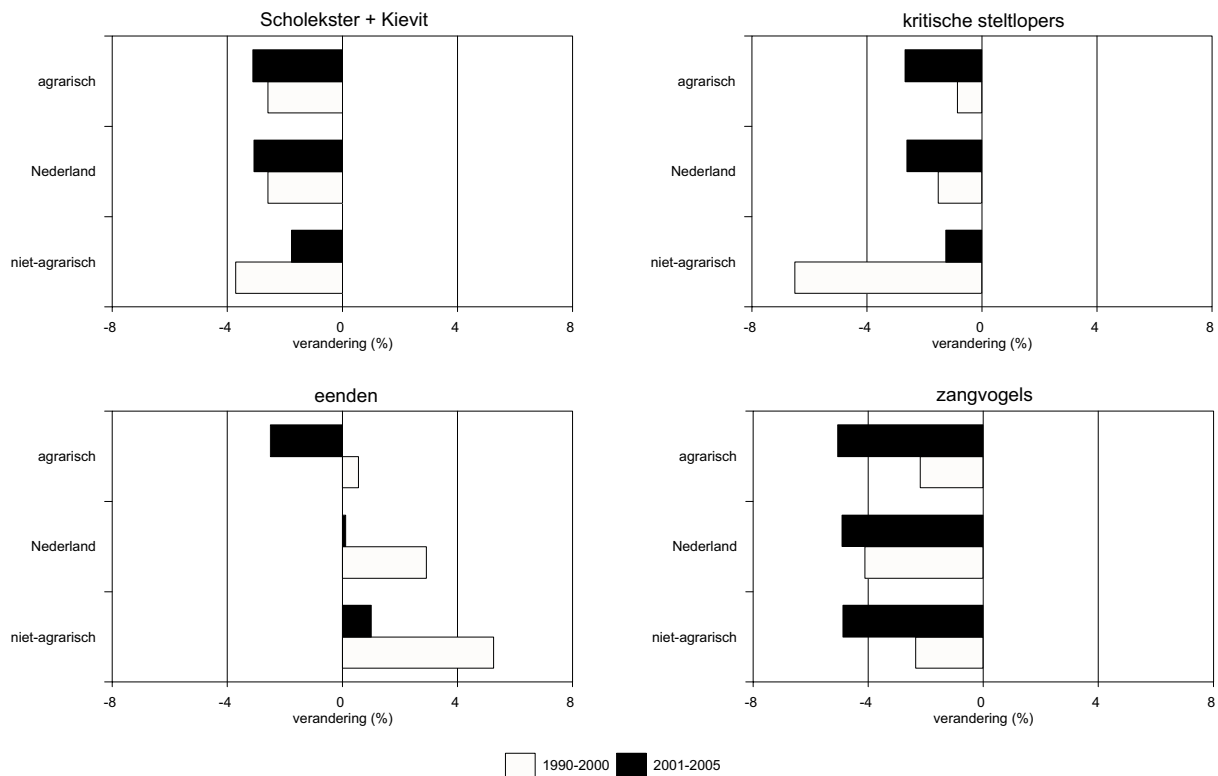 Scholekster + Kievit
agrarisch
Nederland
niet-agrarisch
-8 -4 0 4 8
verandering (%)
kritische steltlopers
agrarisch
Nederland
niet-agrarisch
-8 -4 0 4 8
verandering (%)
eenden
agrarisch
Nederland
niet-agrarisch
-8 -4 0 4 8
verandering (%)
zangvogels
agrarisch
Nederland
niet-agrarisch
-8 -4 0 4 8
verandering (%)
1990-2000 2001-2005